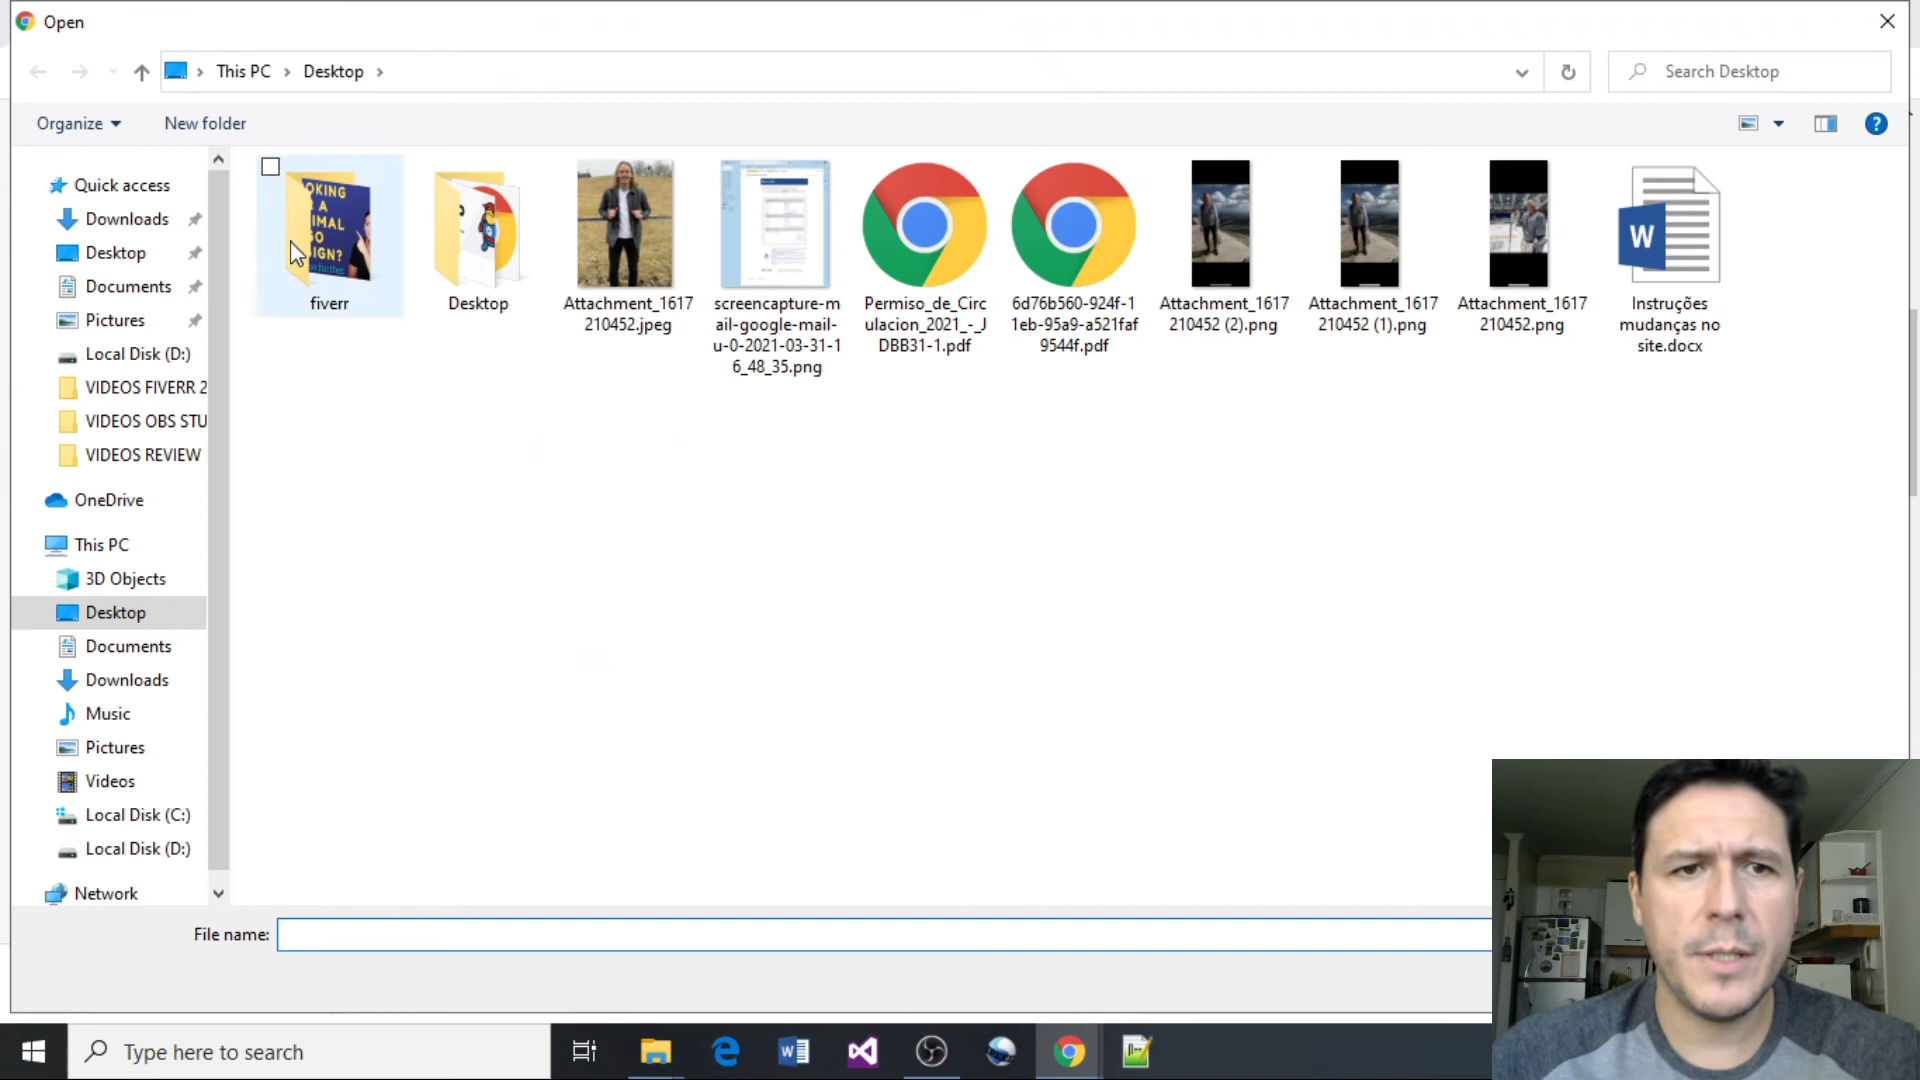 Open
This PC
Desktop
Search Desktop
Organize
New folder
Quick access
Downloads
Desktop
Documents
Pictures
Local Disk (D:)
VIDEOS FIVERR 2
VIDEOS OBS STU
VIDEOS REVIEW
OneDrive
This PC
3D Objects
Desktop
Documents
Downloads
Music
Pictures
Videos
Local Disk (C:)
Local Disk (D:)
Network
OKING
R A
IMAL
GO
SIGN?
fiverr
Desktop
Attachment_1617
210452.jpeg
screencapture-m
ail-google-mail-
u-0-2021-03-31-1
6_48_35.png
Permiso_de_Circ
ulacion_2021_-_J
DBB31-1.pdf
6d76b560-924f-1
1eb-95a9-a521faf
9544f.pdf
Attachment_1617
210452 (2).png
Attachment_1617
210452 (1).png
Attachment_1617
210452.png
W
Instruções
mudanças no
site.docx
File name:
Type here to search